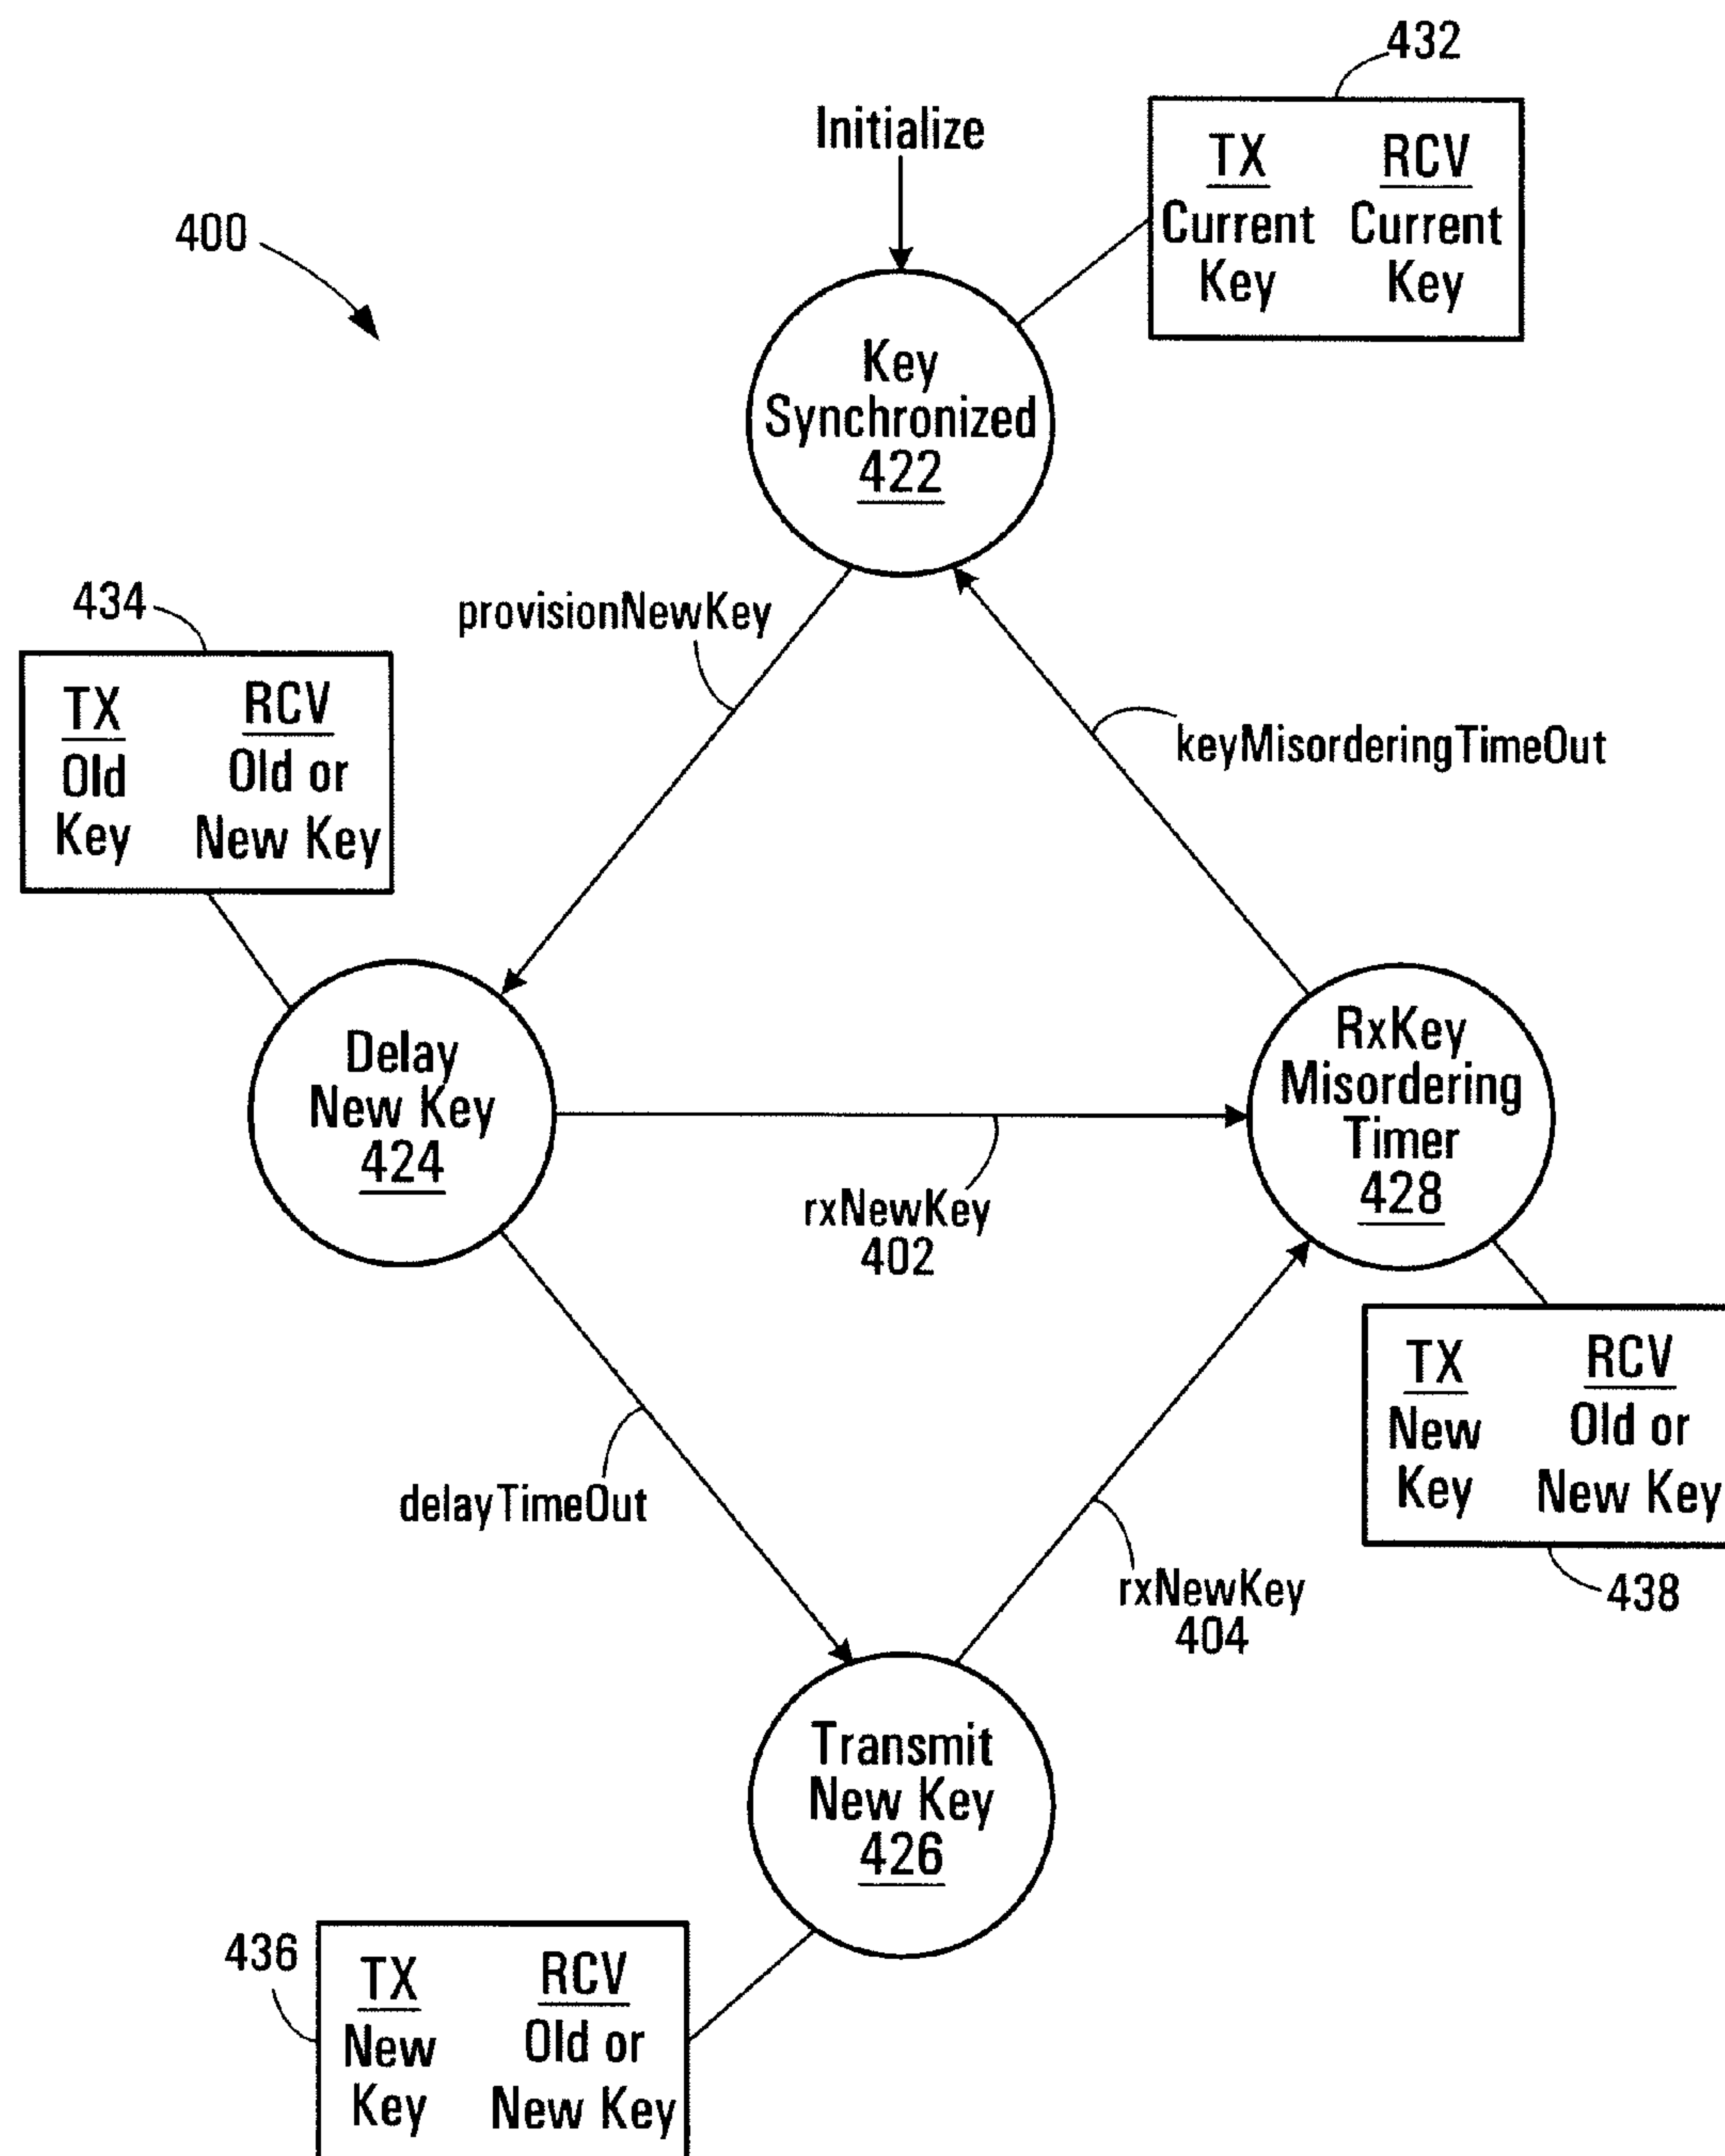 432
Initialize
TX RCV
Current Current
Key Key
400
Key
Synchronized
422
434
provisionNewKey
TX RCV
Old Old or
Key New Key
keyMisorderingTimeOut
Delay
New Key
424
RxKey
Misordering
Timer
428
rxNewKey
402
TX RCV
New Old or
Key New Key
delayTimeOut
rxNewKey
404
438
Transmit
New Key
426
436
TX RCV
New Old or
Key New Key